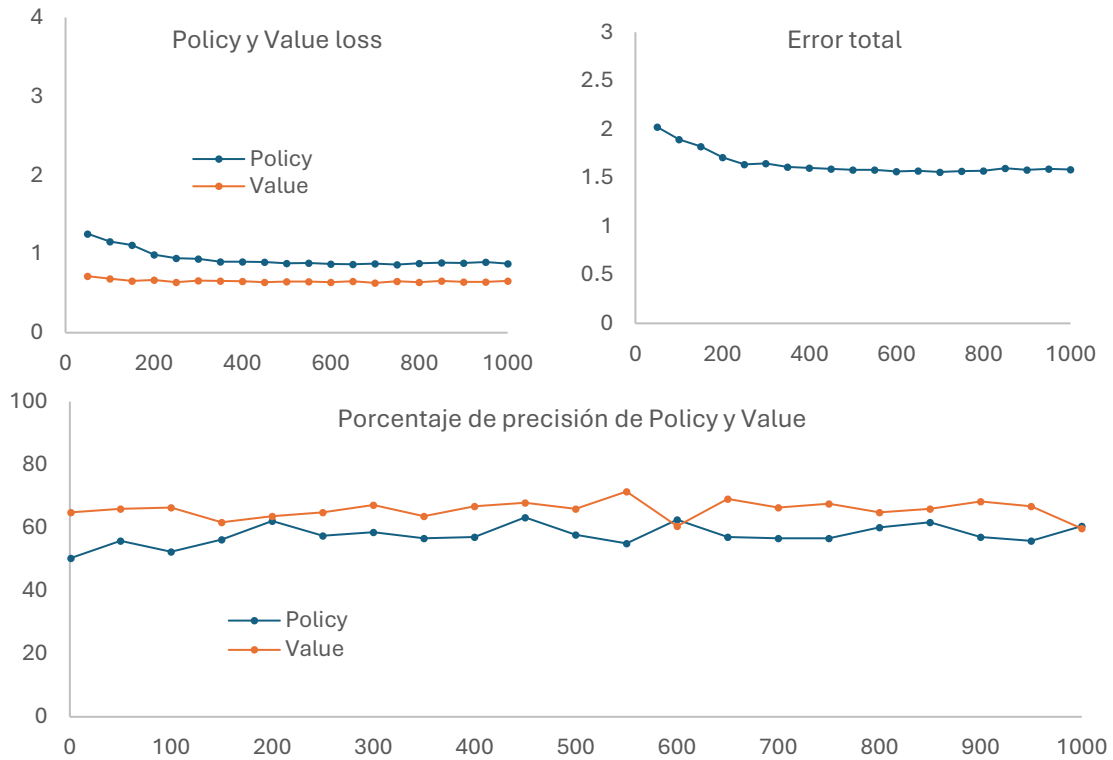 Policy y Value loss
4
3
2
1
0
Policy
Value
0 200 400 600 800 1000
Error total
3
2.5
2
1.5
1
0.5
0
0 200 400 600 800 1000
Porcentaje de precisión de Policy y Value
100
80
60
40
20
0
Policy
Value
0 100 200 300 400 500 600 700 800 900 1000